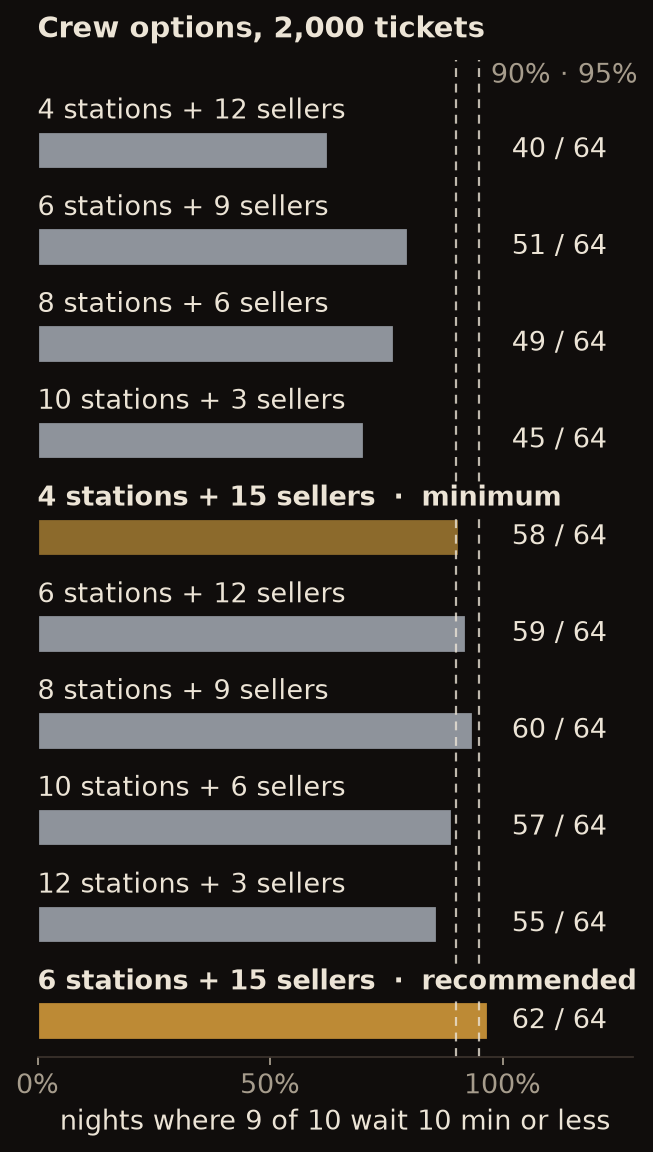 Crew options, 2,000 tickets
90% · 95%
4 stations + 12 sellers
40 / 64
6 stations + 9 sellers
51 / 64
8 stations + 6 sellers
49 / 64
10 stations + 3 sellers
45 / 64
4 stations + 15 sellers · minimum
58 / 64
6 stations + 12 sellers
59 / 64
8 stations + 9 sellers
60 / 64
10 stations + 6 sellers
57 / 64
12 stations + 3 sellers
55 / 64
6 stations + 15 sellers · recommended
62 / 64
0% 50% 100%
nights where 9 of 10 wait 10 min or less